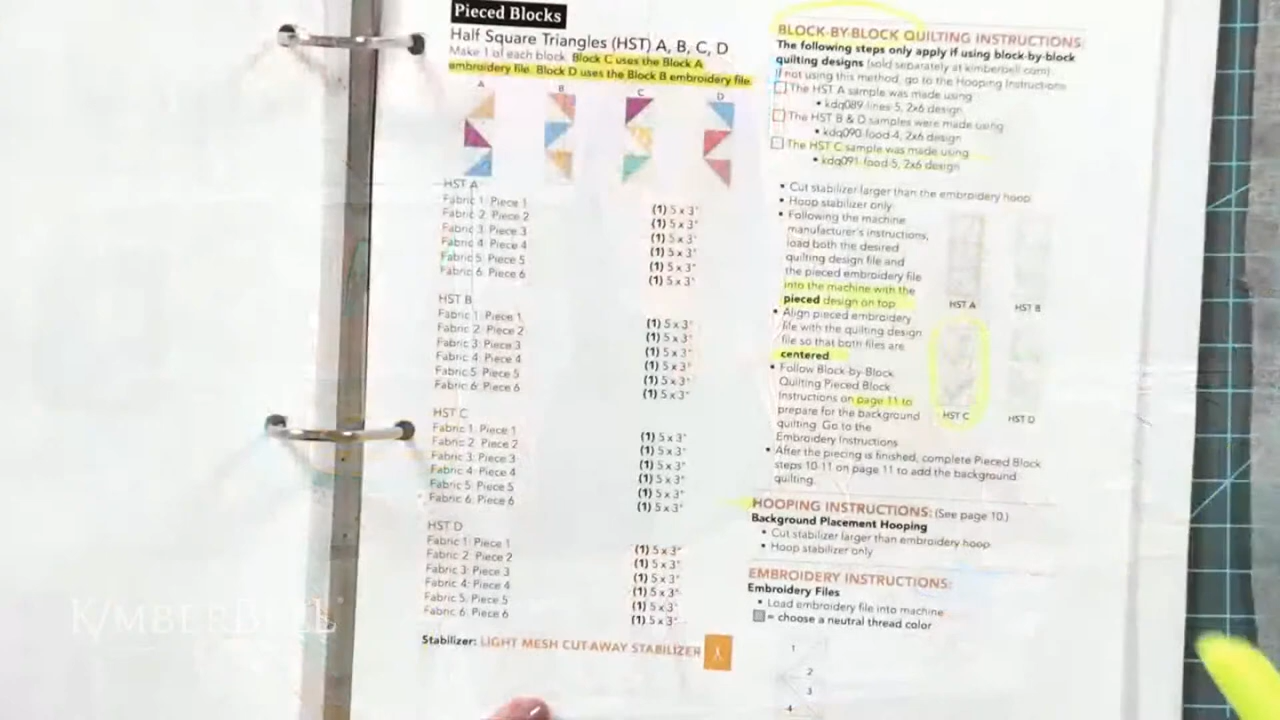 Pieced Blocks
Half Square Triangles (HST) A, B, C, D
Make 1 of each block. Block C uses the Block A
embroidery file. Block D uses the Block B embroidery file.
A B C D
HST A
Fabric 1: Piece 1 (1) 5 x 3"
Fabric 2: Piece 2 (1) 5 x 3"
Fabric 3: Piece 3 (1) 5 x 3"
Fabric 4: Piece 4 (1) 5 x 3"
Fabric 5: Piece 5 (1) 5 x 3"
Fabric 6: Piece 6 (1) 5 x 3"
HST B
Fabric 1: Piece 1 (1) 5 x 3"
Fabric 2: Piece 2 (1) 5 x 3"
Fabric 3: Piece 3 (1) 5 x 3"
Fabric 4: Piece 4 (1) 5 x 3"
Fabric 5: Piece 5 (1) 5 x 3"
Fabric 6: Piece 6 (1) 5 x 3"
HST C
Fabric 1: Piece 1 (1) 5 x 3"
Fabric 2: Piece 2 (1) 5 x 3"
Fabric 3: Piece 3 (1) 5 x 3"
Fabric 4: Piece 4 (1) 5 x 3"
Fabric 5: Piece 5 (1) 5 x 3"
Fabric 6: Piece 6 (1) 5 x 3"
HST D
Fabric 1: Piece 1 (1) 5 x 3"
Fabric 2: Piece 2 (1) 5 x 3"
Fabric 3: Piece 3 (1) 5 x 3"
Fabric 4: Piece 4 (1) 5 x 3"
Fabric 5: Piece 5 (1) 5 x 3"
Fabric 6: Piece 6 (1) 5 x 3"
Stabilizer: LIGHT MESH CUT-AWAY STABILIZER
BLOCK-BY-BLOCK QUILTING INSTRUCTIONS:
The following steps only apply if using block-by-block
quilting designs (sold separately at kimberbell.com).
If not using this method, go to the Hooping Instructions
The HST A sample was made using
• kdq089-lines-5, 2x6 design
The HST B & D samples were made using
• kdq090-food-4, 2x6 design
The HST C sample was made using
• kdq091-food-5, 2x6 design
• Cut stabilizer larger than the embroidery hoop
• Hoop stabilizer only
• Following the machine
manufacturer's instructions,
load both the desired
quilting design file and
the pieced embroidery file
into the machine with the
pieced design on top.
• Align pieced embroidery
file with the quilting design
file so that both files are
centered.
• Follow Block-by-Block
Quilting Pieced Block
Instructions on page 11 to
prepare for the background
quilting. Go to the
Embroidery Instructions
• After the piecing is finished, complete Pieced Block
steps 10-11 on page 11 to add the background
quilting.
HST A HST B
HST C HST D
HOOPING INSTRUCTIONS: (See page 10.)
Background Placement Hooping
• Cut stabilizer larger than embroidery hoop
• Hoop stabilizer only
EMBROIDERY INSTRUCTIONS:
Embroidery Files
• Load embroidery file into machine
= choose a neutral thread color
1
2
3
4
KIMBERBELL